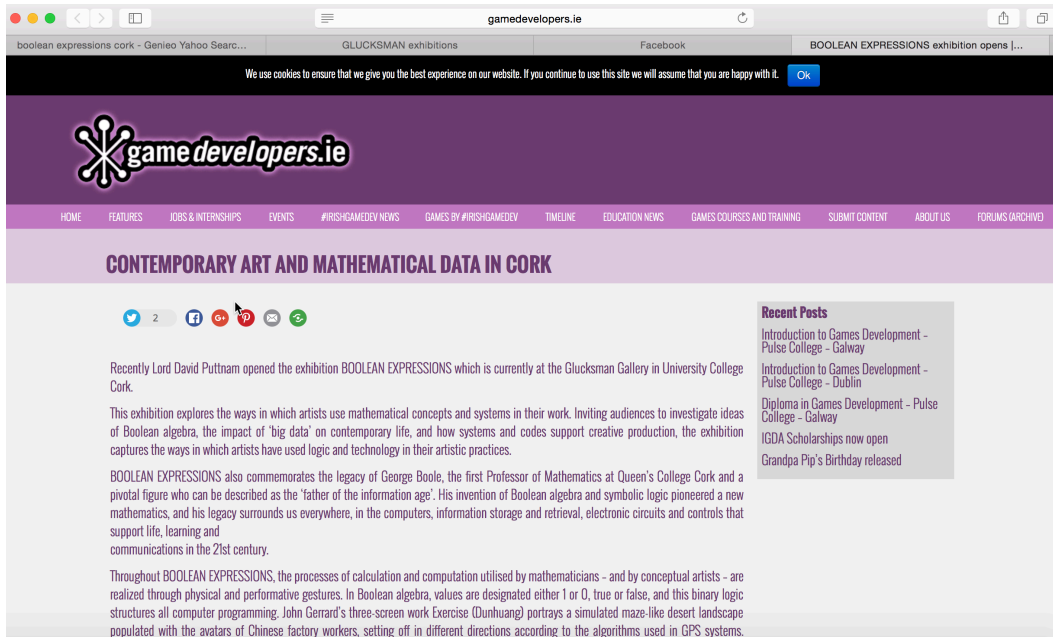 gamedevelopers.ie
boolean expressions cork - Genieo Yahoo Searc...
GLUCKSMAN exhibitions
Facebook
BOOLEAN EXPRESSIONS exhibition opens |...
We use cookies to ensure that we give you the best experience on our website. If you continue to use this site we will assume that you are happy with it.
Ok
gamedevelopers.ie
HOME FEATURES JOBS & INTERNSHIPS EVENTS #IRISHGAMEDEV NEWS GAMES BY #IRISHGAMEDEV TIMELINE EDUCATION NEWS GAMES COURSES AND TRAINING SUBMIT CONTENT ABOUT US FORUMS (ARCHIVE)
CONTEMPORARY ART AND MATHEMATICAL DATA IN CORK
2
G+
Recently Lord David Puttnam opened the exhibition BOOLEAN EXPRESSIONS which is currently at the Glucksman Gallery in University College
Cork.
This exhibition explores the ways in which artists use mathematical concepts and systems in their work. Inviting audiences to investigate ideas
of Boolean algebra, the impact of ‘big data’ on contemporary life, and how systems and codes support creative production, the exhibition
captures the ways in which artists have used logic and technology in their artistic practices.
BOOLEAN EXPRESSIONS also commemorates the legacy of George Boole, the first Professor of Mathematics at Queen’s College Cork and a
pivotal figure who can be described as the ‘father of the information age’. His invention of Boolean algebra and symbolic logic pioneered a new
mathematics, and his legacy surrounds us everywhere, in the computers, information storage and retrieval, electronic circuits and controls that
support life, learning and
communications in the 21st century.
Throughout BOOLEAN EXPRESSIONS, the processes of calculation and computation utilised by mathematicians – and by conceptual artists – are
realized through physical and performative gestures. In Boolean algebra, values are designated either 1 or 0, true or false, and this binary logic
structures all computer programming. John Gerrard’s three-screen work Exercise (Dunhuang) portrays a simulated maze-like desert landscape
populated with the avatars of Chinese factory workers, setting off in different directions according to the algorithms used in GPS systems.
Recent Posts
Introduction to Games Development –
Pulse College – Galway
Introduction to Games Development –
Pulse College – Dublin
Diploma in Games Development – Pulse
College – Galway
IGDA Scholarships now open
Grandpa Pip’s Birthday released